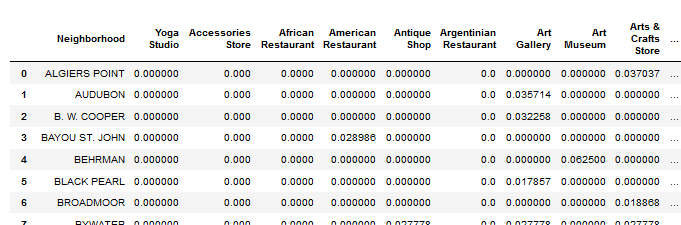 Neighborhood Yoga Studio Accessories Store African Restaurant American Restaurant Antique Shop Argentinian Restaurant Art Gallery Art Museum Arts & Crafts Store ...
0 ALGIERS POINT 0.000000 0.000 0.0000 0.000000 0.000000 0.0 0.000000 0.000000 0.037037 ...
1 AUDUBON 0.000000 0.000 0.0000 0.000000 0.000000 0.0 0.035714 0.000000 0.000000 ...
2 B. W. COOPER 0.000000 0.000 0.0000 0.000000 0.000000 0.0 0.032258 0.000000 0.000000 ...
3 BAYOU ST. JOHN 0.000000 0.000 0.0000 0.028986 0.000000 0.0 0.000000 0.000000 0.000000 ...
4 BEHRMAN 0.000000 0.000 0.0000 0.000000 0.000000 0.0 0.000000 0.062500 0.000000 ...
5 BLACK PEARL 0.000000 0.000 0.0000 0.000000 0.000000 0.0 0.017857 0.000000 0.000000 ...
6 BROADMOOR 0.000000 0.000 0.0000 0.000000 0.000000 0.0 0.000000 0.000000 0.018868 ...
7 BYWATER 0.000000 0.000 0.0000 0.000000 0.027778 0.0 0.027778 0.000000 0.027778 ...